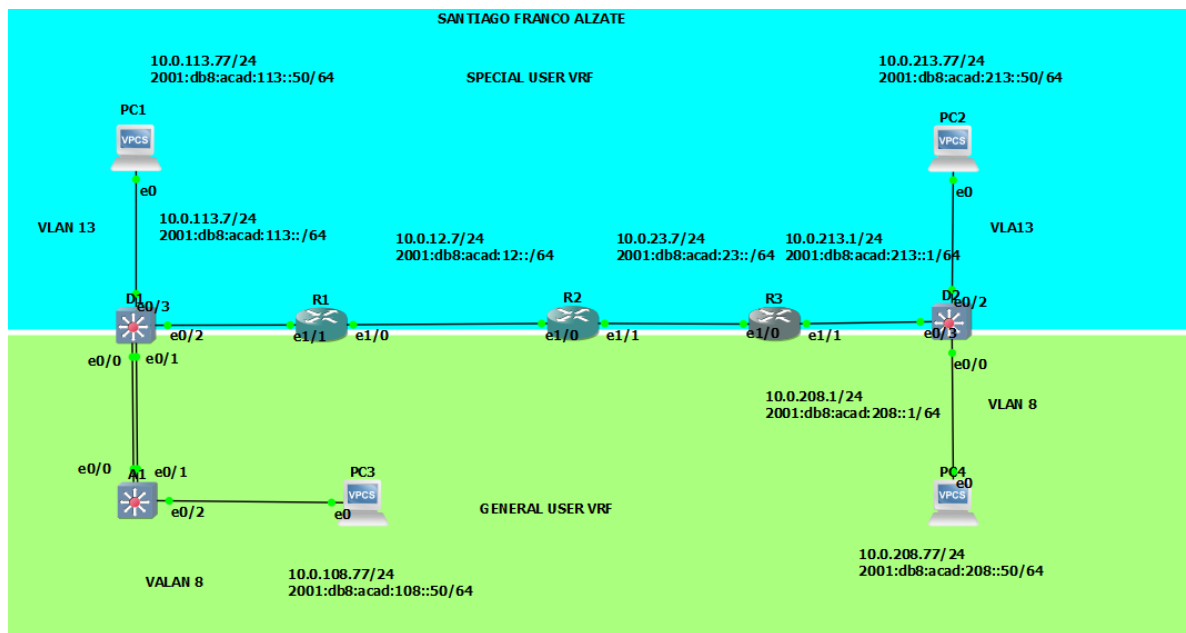 SANTIAGO FRANCO ALZATE
10.0.113.77/24
2001:db8:acad:113::50/64
SPECIAL USER VRF
10.0.213.77/24
2001:db8:acad:213::50/64
PC1
VPCS
e0
PC2
VPCS
e0
VLAN 13
10.0.113.7/24
2001:db8:acad:113::/64
10.0.12.7/24
2001:db8:acad:12::/64
10.0.23.7/24
2001:db8:acad:23::/64
10.0.213.1/24
2001:db8:acad:213::1/64
VLA13
D1
e0/3
e0/2
R1
e1/1
e1/0
R2
e1/0
e1/1
R3
e1/0
e1/1
D2
e0/2
e0/3
e0/0
e0/0
e0/1
10.0.208.1/24
2001:db8:acad:208::1/64
VLAN 8
e0/0
A1
e0/1
e0/2
PC3
VPCS
e0
GENERAL USER VRF
PC4
e0
VPCS
VALAN 8
10.0.108.77/24
2001:db8:acad:108::50/64
10.0.208.77/24
2001:db8:acad:208::50/64